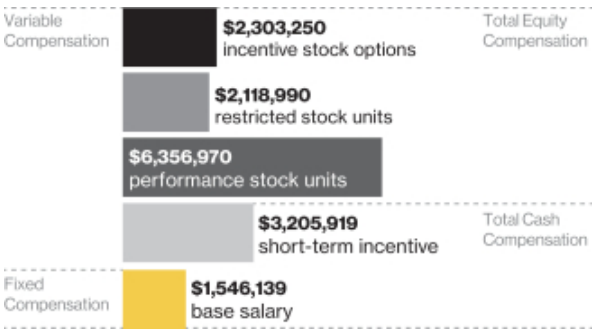 Variable
Compensation
$2,303,250
incentive stock options
Total Equity
Compensation
$2,118,990
restricted stock units
$6,356,970
performance stock units
$3,205,919
short-term incentive
Total Cash
Compensation
Fixed
Compensation
$1,546,139
base salary